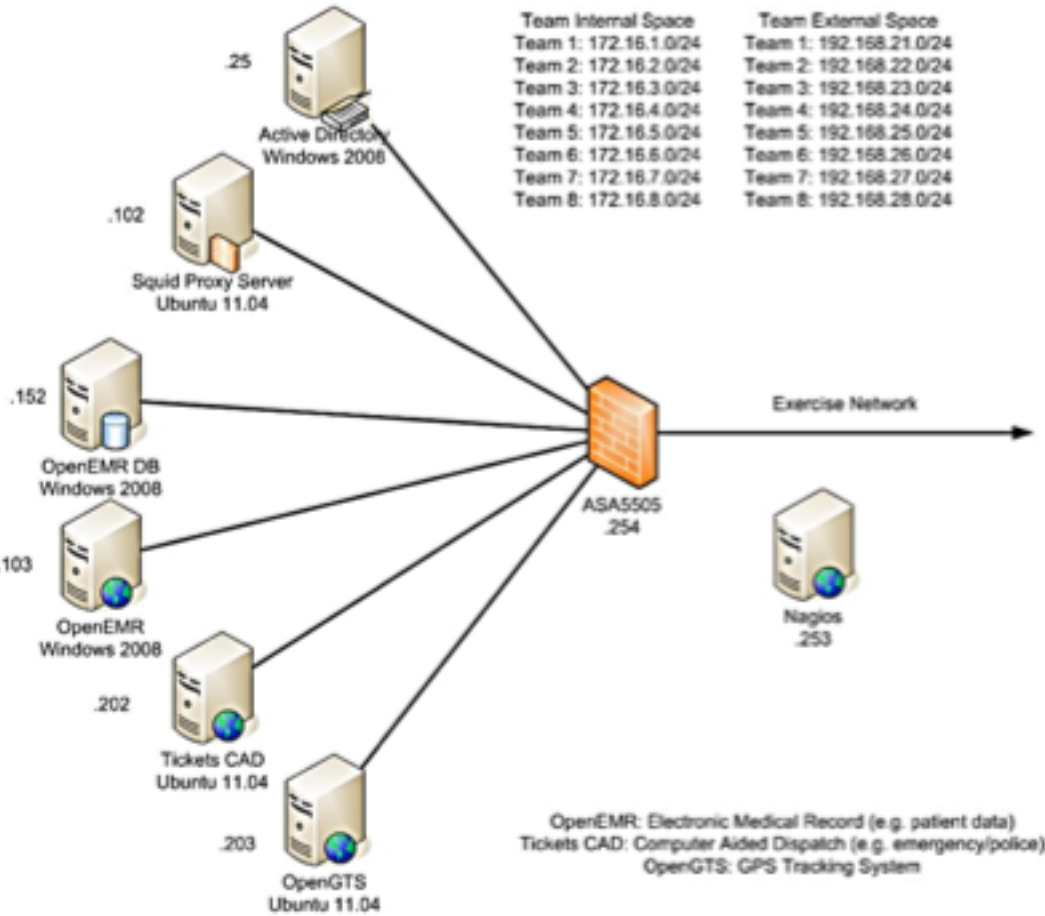 Team Internal Space
Team 1: 172.16.1.0/24
Team 2: 172.16.2.0/24
Team 3: 172.16.3.0/24
Team 4: 172.16.4.0/24
Team 5: 172.16.5.0/24
Team 6: 172.16.6.0/24
Team 7: 172.16.7.0/24
Team 8: 172.16.8.0/24
Team External Space
Team 1: 192.168.21.0/24
Team 2: 192.168.22.0/24
Team 3: 192.168.23.0/24
Team 4: 192.168.24.0/24
Team 5: 192.168.25.0/24
Team 6: 192.168.26.0/24
Team 7: 192.168.27.0/24
Team 8: 192.168.28.0/24
.25
Active Directory
Windows 2008
.102
Squid Proxy Server
Ubuntu 11.04
.152
OpenEMR DB
Windows 2008
103
OpenEMR
Windows 2008
.202
Tickets CAD
Ubuntu 11.04
.203
OpenGTS
Ubuntu 11.04
ASA5505
.254
Exercise Network
Nagios
.253
OpenEMR: Electronic Medical Record (e.g. patient data)
Tickets CAD: Computer Aided Dispatch (e.g. emergency/police)
OpenGTS: GPS Tracking System